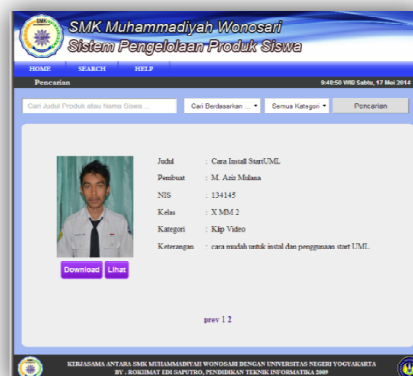 SMK Muhammadiyah Wonosari
Sistem Pengelolaan Produk Siswa
HOME SEARCH HELP
Pencarian 9:40:50 WIB Sabtu, 17 Mei 2014
Cari Judul Produk atau Nama Siswa ... Cari Berdasarkan ... Semua Kategori Pencarian
Judul : Cara Install StartUML
Pembuat : M. Aziz Mulana
NIS : 134145
Kelas : X MM 2
Kategori : Klip Video
Keterangan : cara mudah untuk instal dan penggunaan start UML
Download Lihat
prev 1 2
KERJASAMA ANTARA SMK MUHAMMADIYAH WONOSARI DENGAN UNIVERSITAS NEGERI YOGYAKARTA
BY : ROKHMAT EDI SAPUTRO, PENDIDIKAN TEKNIK INFORMATIKA 2009